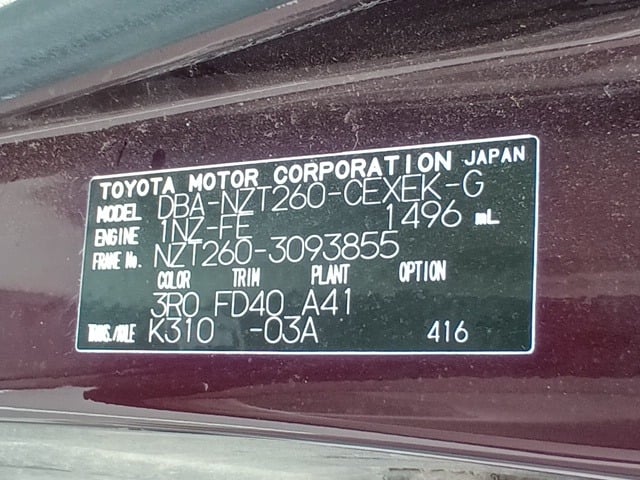 TOYOTA MOTOR CORPORATION JAPAN
MODEL DBA-NZT260-CEXEK-G
ENGINE 1NZ-FE 1496 mL
FRAME No. NZT260-3093855
COLOR TRIM PLANT OPTION
3R0 FD40 A41
TRANS./AXLE K310 -03A 416